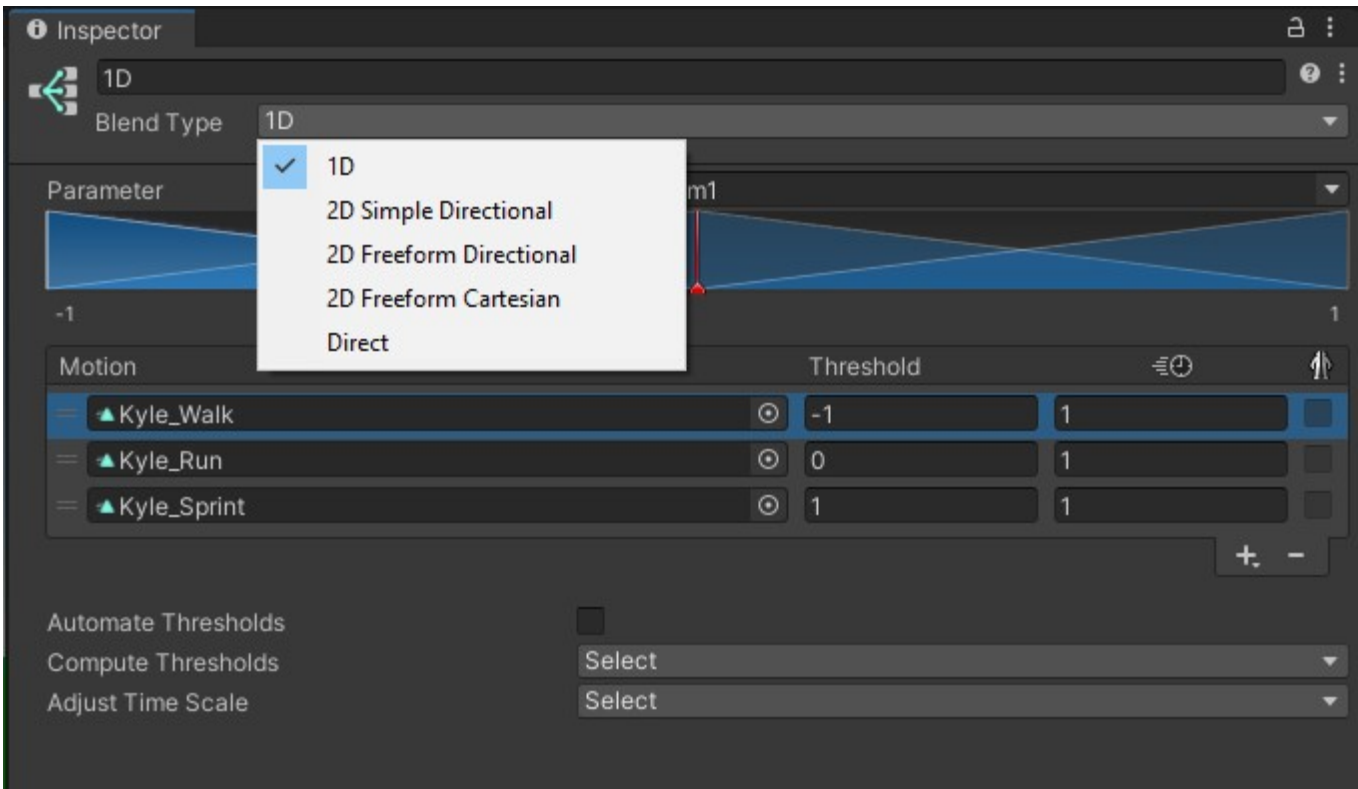 Inspector
1D
Blend Type 1D
1D
2D Simple Directional
2D Freeform Directional
2D Freeform Cartesian
Direct
Parameter m1
-1 1
Motion Threshold
Kyle_Walk -1 1
Kyle_Run 0 1
Kyle_Sprint 1 1
Automate Thresholds
Compute Thresholds Select
Adjust Time Scale Select